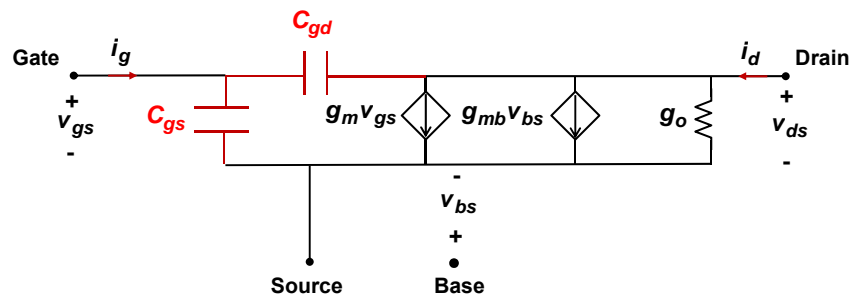 Gate
i_g
C_gd
i_d
Drain
+
v_gs
-
C_gs
g_m v_gs
g_mb v_bs
g_o
+
v_ds
-
-
v_bs
+
Source
Base